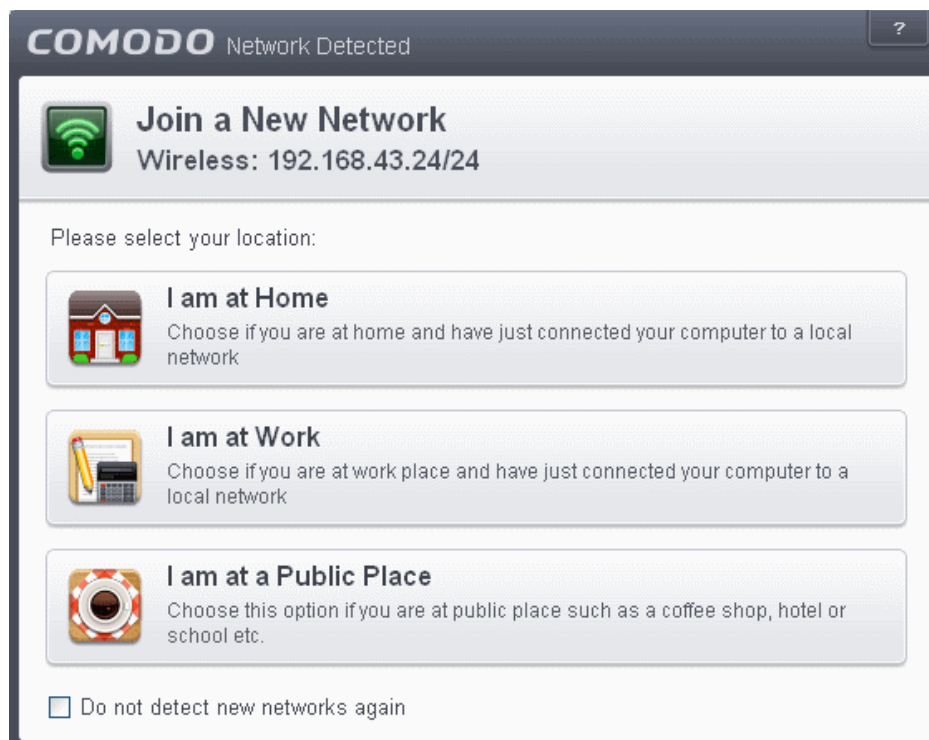 COMODO Network Detected
?
Join a New Network
Wireless: 192.168.43.24/24
Please select your location:
I am at Home
Choose if you are at home and have just connected your computer to a local
network
I am at Work
Choose if you are at work place and have just connected your computer to a
local network
I am at a Public Place
Choose this option if you are at public place such as a coffee shop, hotel or
school etc.
Do not detect new networks again